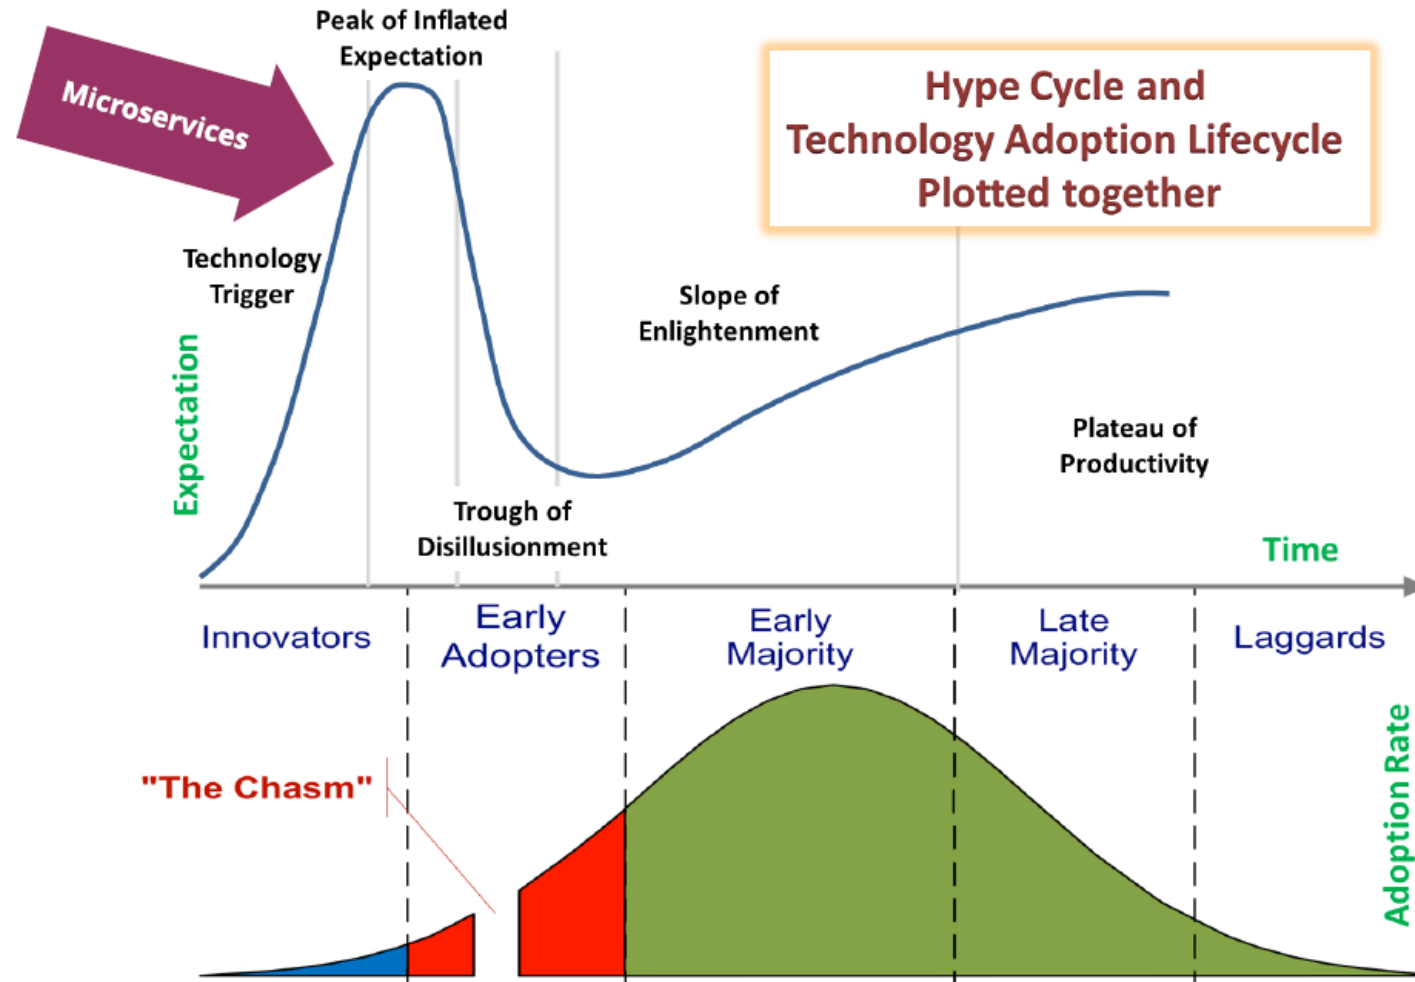 Peak of Inflated
Expectation
Microservices
Hype Cycle and
Technology Adoption Lifecycle
Plotted together
Technology
Trigger
Slope of
Enlightenment
Expectation
Plateau of
Productivity
Trough of
Disillusionment
Time
Innovators
Early
Adopters
Early
Majority
Late
Majority
Laggards
"The Chasm"
Adoption Rate